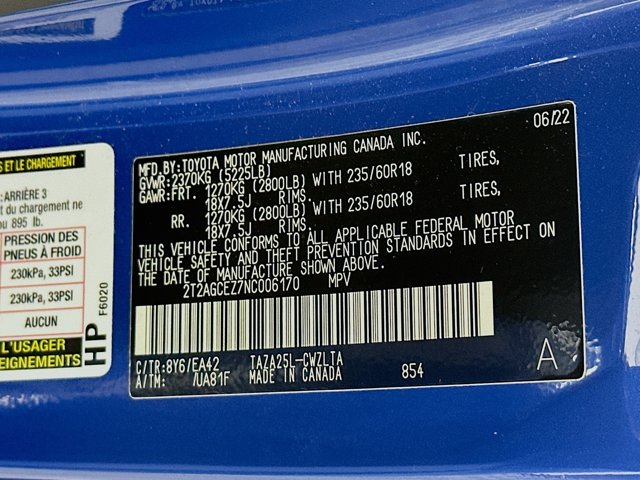 06/22
MFD.BY:TOYOTA MOTOR MANUFACTURING CANADA INC.
GVWR:2370KG (5225LB)
GAWR:FRT. 1270KG (2800LB) WITH 235/60R18 TIRES,
18X7.5J RIMS.
RR. 1270KG (2800LB) WITH 235/60R18 TIRES,
18X7.5J RIMS.
THIS VEHICLE CONFORMS TO ALL APPLICABLE FEDERAL MOTOR
VEHICLE SAFETY AND THEFT PREVENTION STANDARDS IN EFFECT ON
THE DATE OF MANUFACTURE SHOWN ABOVE.
2T2AGCEZ7NC006170 MPV
C/TR:8Y6/EA42 TAZA25L-CWZLTA
A/TM: /UA81F MADE IN CANADA 854
A
ET LE CHARGEMENT
ARRIÈRE 3
du chargement ne
ou 895 lb.
PRESSION DES
PNEUS À FROID
230kPa, 33PSI
230kPa, 33PSI
AUCUN
L'USAGER
SEIGNEMENTS
HP
F6020